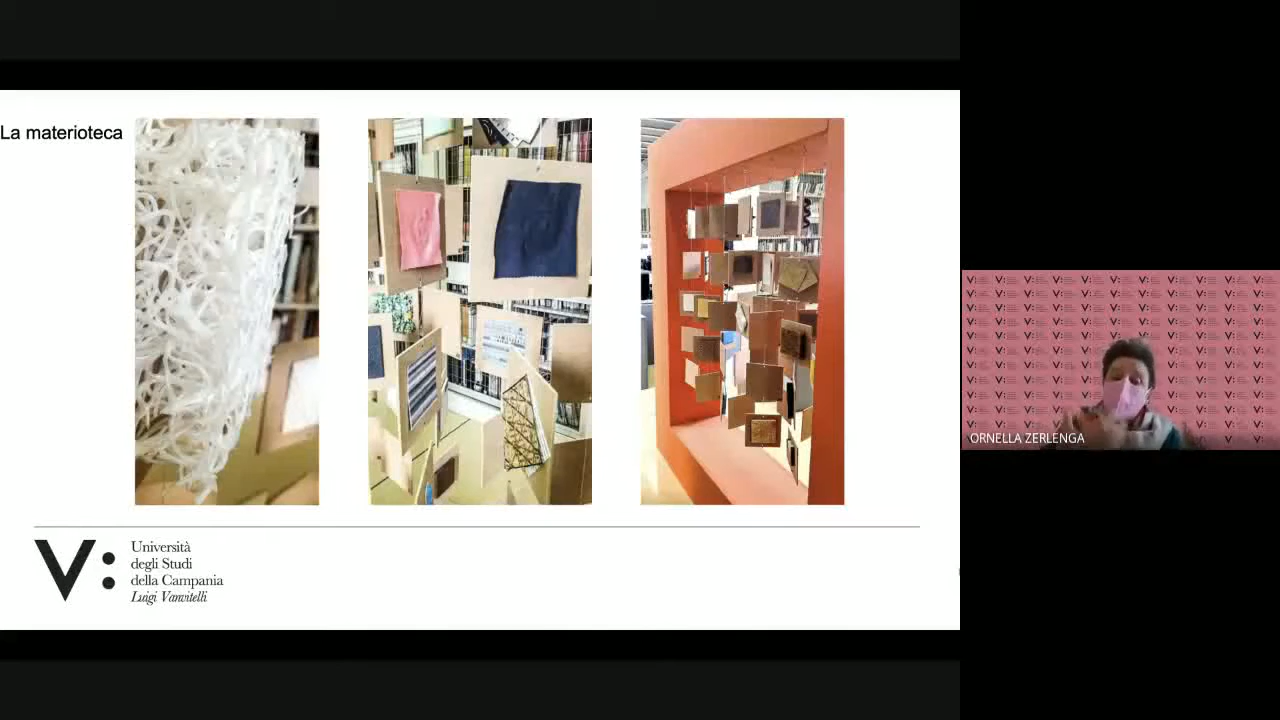 La materioteca
V:
Università
degli Studi
della Campania
Luigi Vanvitelli
ORNELLA ZERLENGA